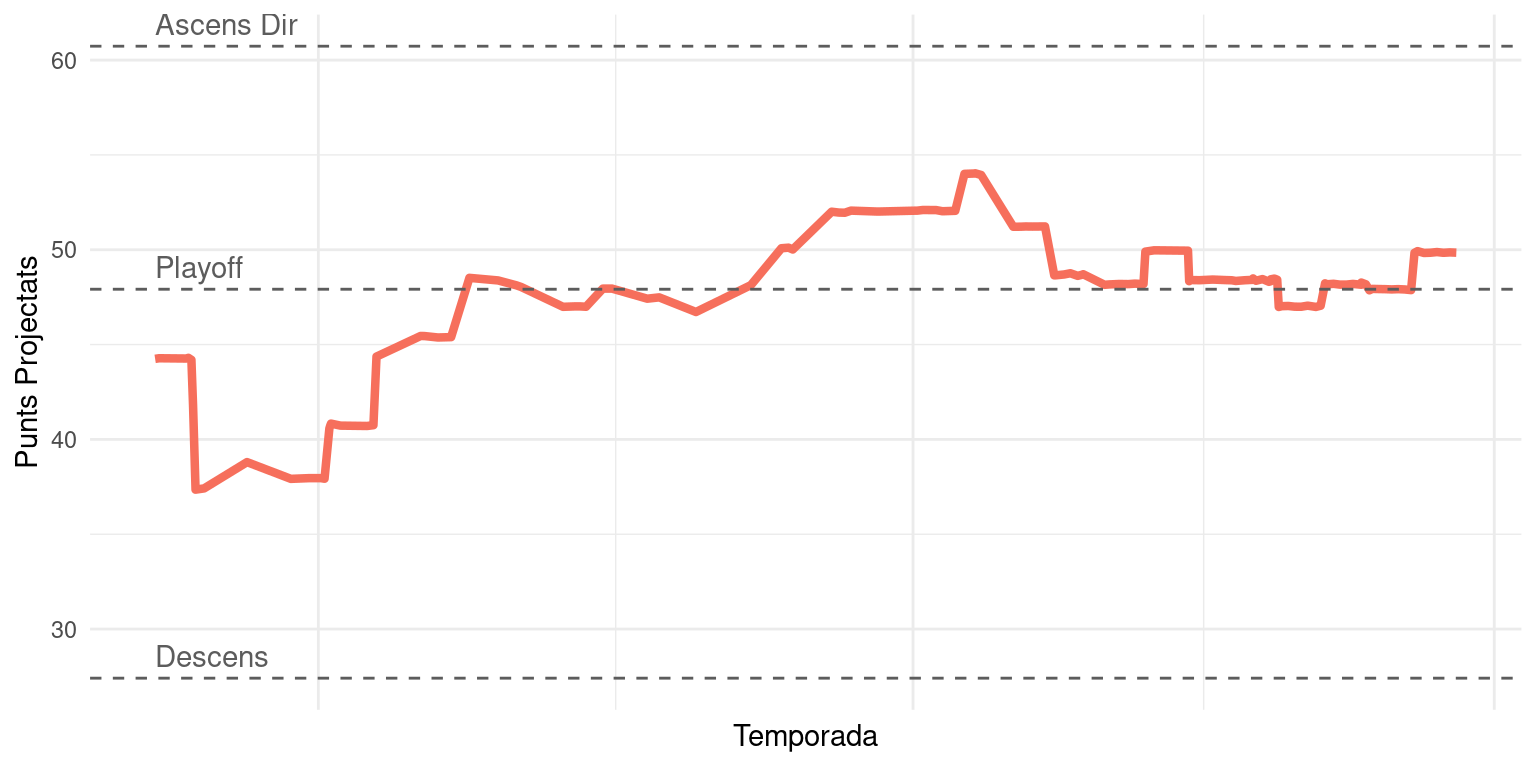 Ascens Dir
60
50
Playoff
40
30
Descens
Punts Projectats
Temporada